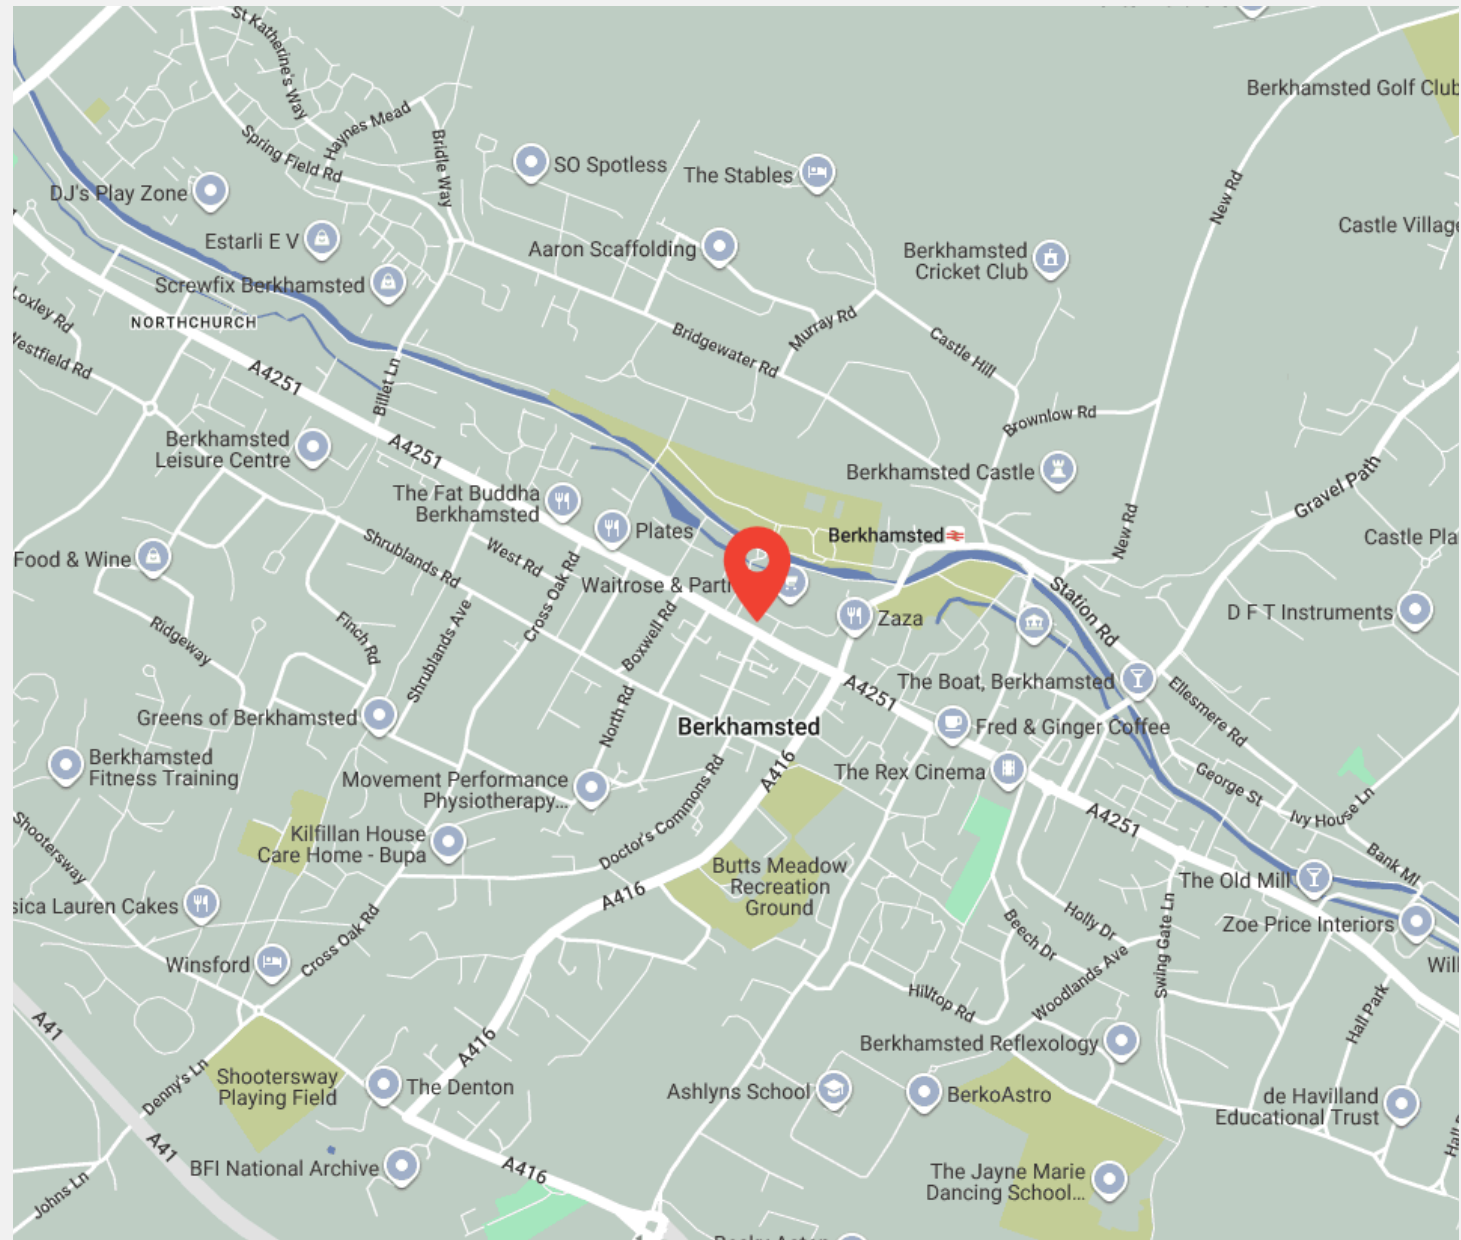 St Katherine's Way
Haynes Mead
Spring Field Rd
Bridle Way
SO Spotless
The Stables
Berkhamsted Golf Club
New Rd
DJ's Play Zone
Estarli E V
Aaron Scaffolding
Berkhamsted
Cricket Club
Castle Village
Screwfix Berkhamsted
Loxley Rd
NORTHCHURCH
Murray Rd
Bridgewater Rd
Castle Hill
Westfield Rd
A4251
Billet Ln
Brownlow Rd
Berkhamsted
Leisure Centre
A4251
Berkhamsted Castle
Gravel Path
The Fat Buddha
Berkhamsted
Plates
Berkhamsted
New Rd
Castle Pla
Food & Wine
Shrublands Rd
West Rd
Cross Oak Rd
Waitrose & Partn
Station Rd
Zaza
D F T Instruments
Ridgeway
Finch Rd
Shrublands Ave
Boxwell Rd
The Boat, Berkhamsted
Ellesmere Rd
A4251
Greens of Berkhamsted
North Rd
Berkhamsted
Fred & Ginger Coffee
Berkhamsted
Fitness Training
Movement Performance
Physiotherapy...
A416
The Rex Cinema
George St
Ivy House Ln
Doctor's Commons Rd
A4251
Shootersway
Kilfillan House
Care Home - Bupa
Butts Meadow
Recreation
Ground
Bank Ml
The Old Mill
sica Lauren Cakes
A416
Holly Dr
Beech Dr
Swing Gate Ln
Zoe Price Interiors
Winsford
Cross Oak Rd
Woodlands Ave
Will
Hilltop Rd
Hall Park
A41
A416
Berkhamsted Reflexology
Denny's Ln
Shootersway
Playing Field
The Denton
Ashlyns School
BerkoAstro
de Havilland
Educational Trust
A41
BFI National Archive
A416
The Jayne Marie
Dancing School...
Johns Ln